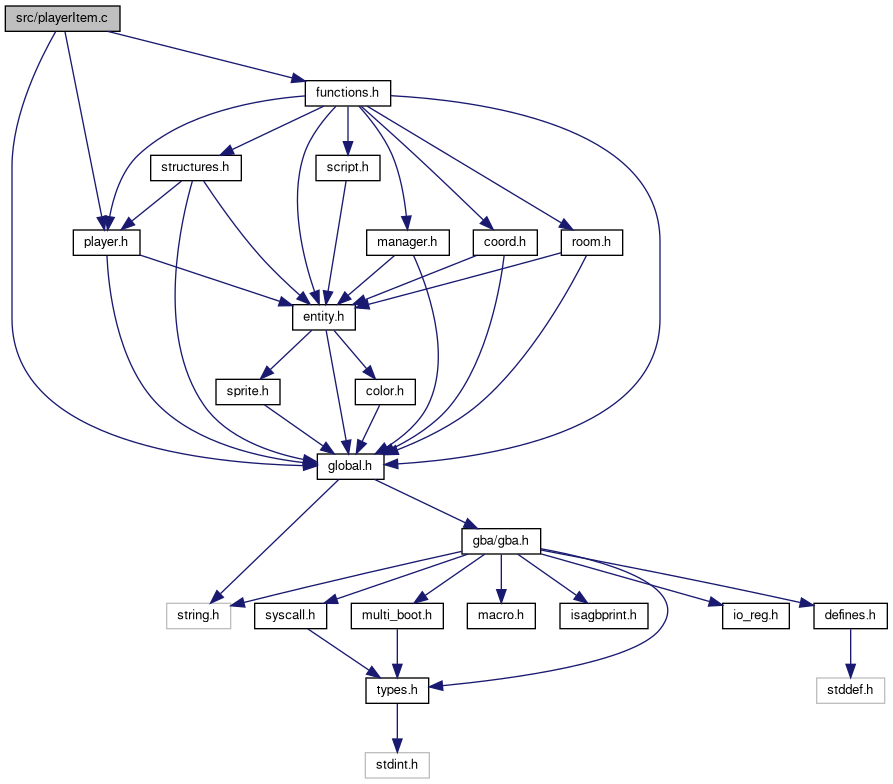 src/playerItem.c
functions.h
structures.h
script.h
player.h
manager.h
coord.h
room.h
entity.h
sprite.h
color.h
global.h
gba/gba.h
string.h
syscall.h
multi_boot.h
macro.h
isagbprint.h
io_reg.h
defines.h
types.h
stddef.h
stdint.h